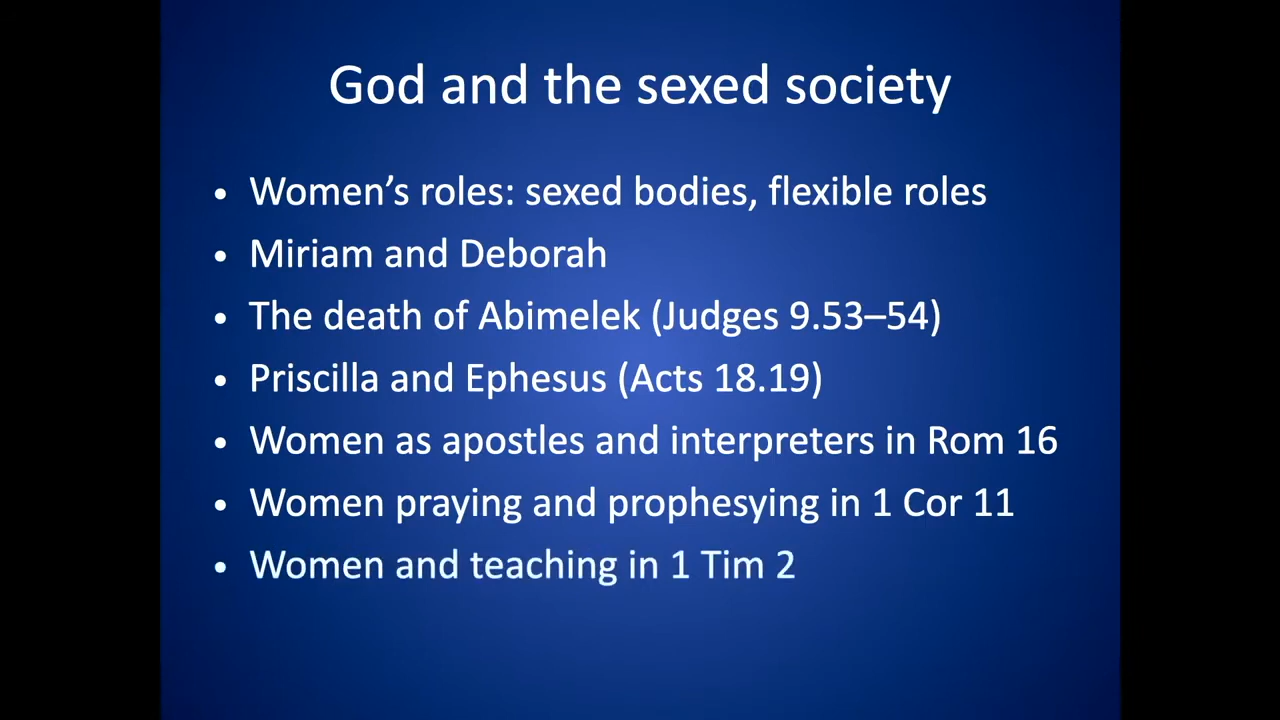 God and the sexed society
• Women’s roles: sexed bodies, flexible roles
• Miriam and Deborah
• The death of Abimelek (Judges 9.53–54)
• Priscilla and Ephesus (Acts 18.19)
• Women as apostles and interpreters in Rom 16
• Women praying and prophesying in 1 Cor 11
• Women and teaching in 1 Tim 2